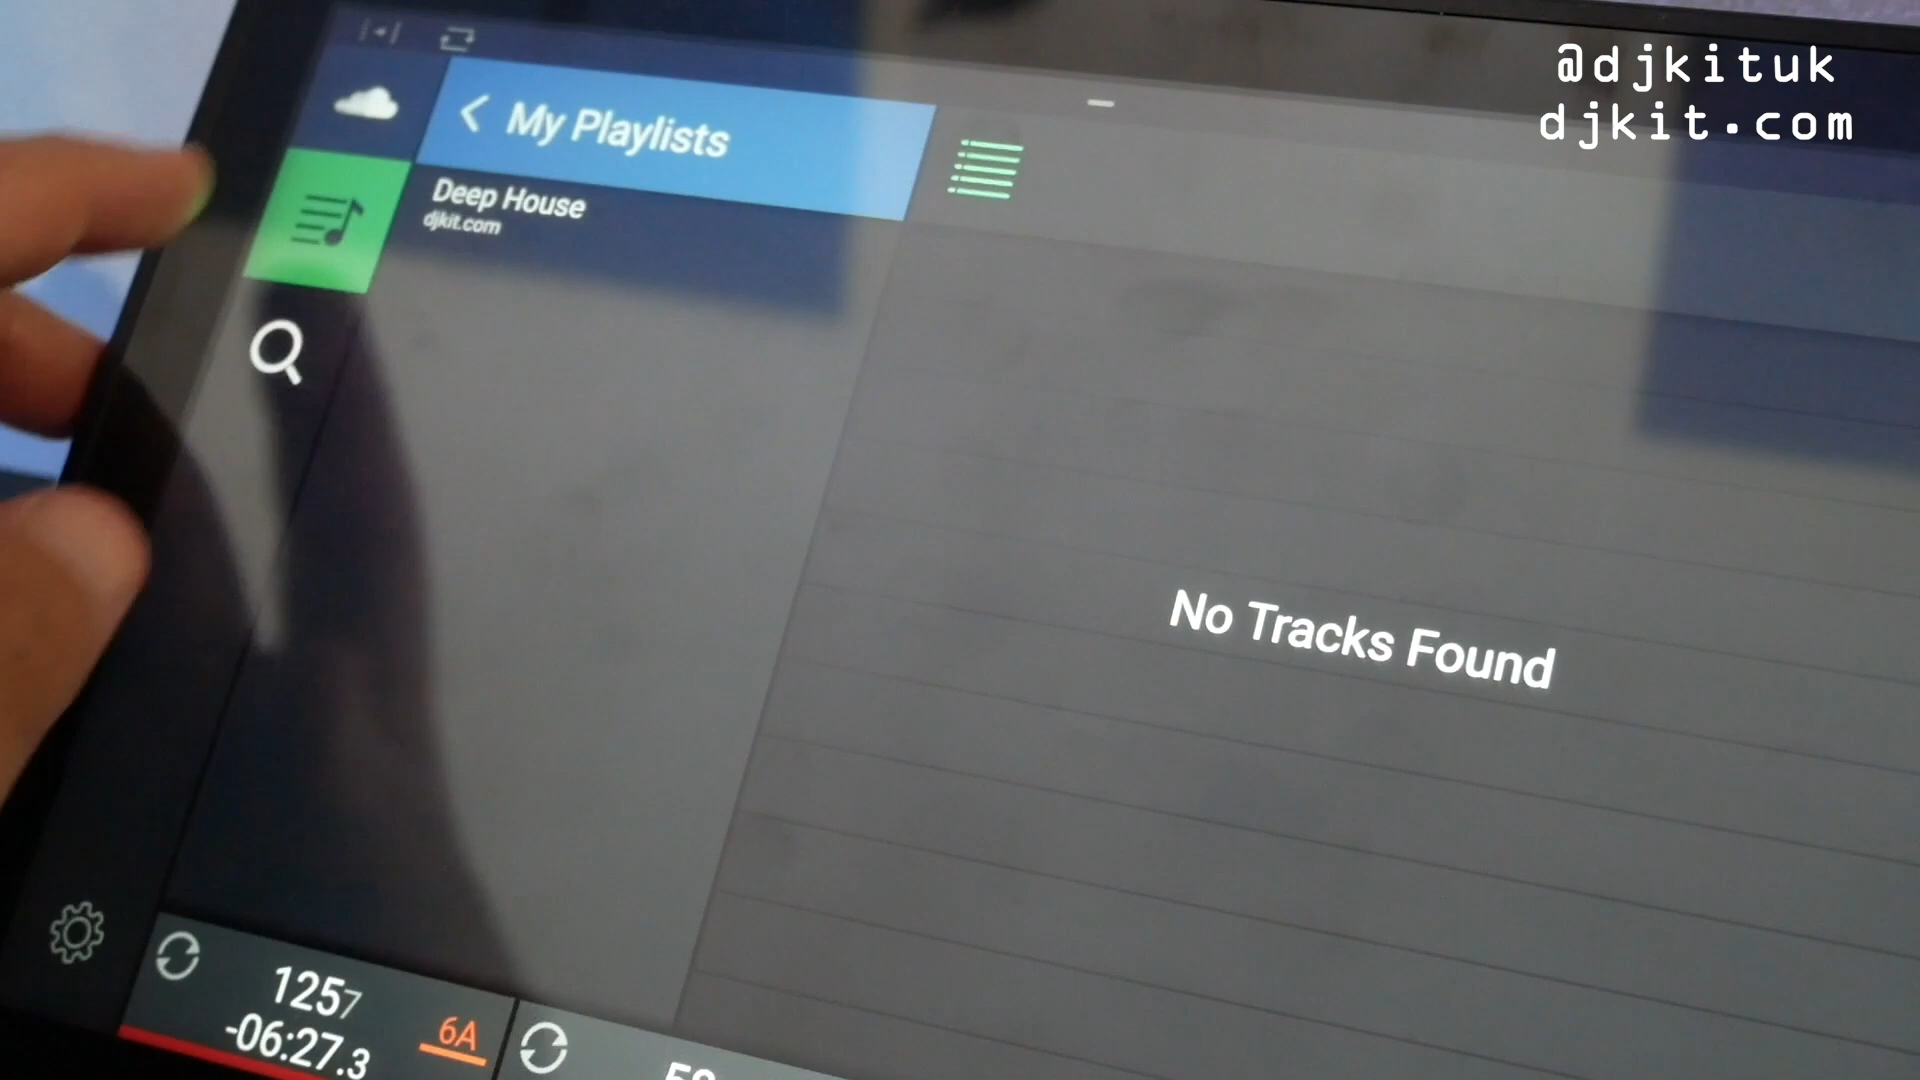 @djkituk
djkit.com
My Playlists
Deep House
djkit.com
No Tracks Found
1257
-06:27.3
6A